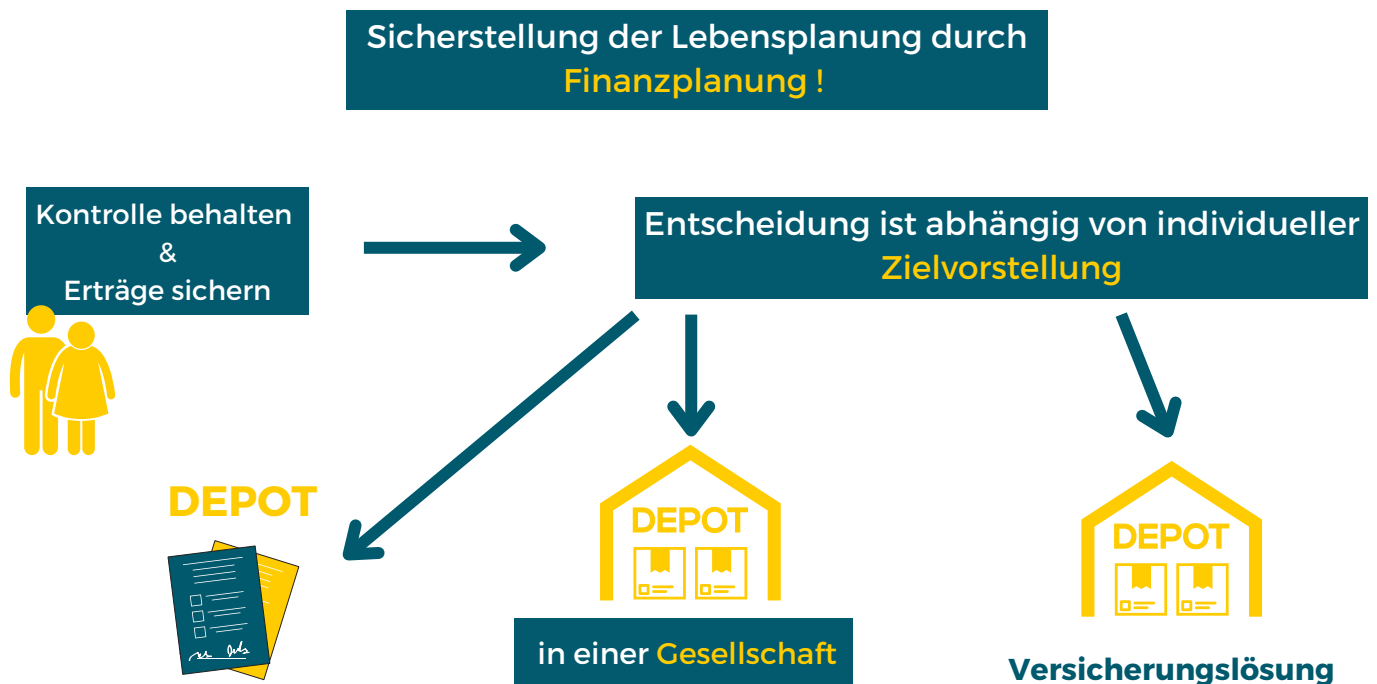 Sicherstellung der Lebensplanung durch
Finanzplanung !
Kontrolle behalten
&
Erträge sichern
Entscheidung ist abhängig von individueller
Zielvorstellung
DEPOT
DEPOT
in einer Gesellschaft
DEPOT
Versicherungslösung